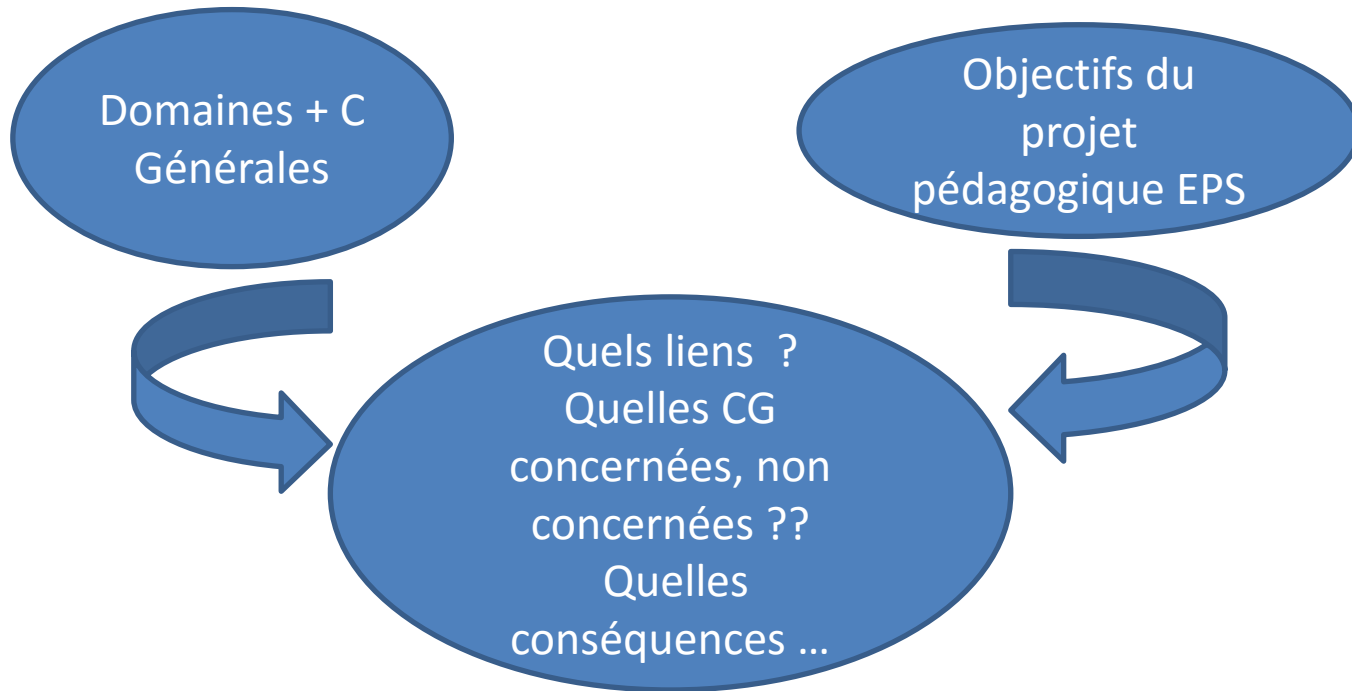 Domaines + C
Générales
Objectifs du
projet
pédagogique EPS
Quels liens ?
Quelles CG
concernées, non
concernées ??
Quelles
conséquences ...